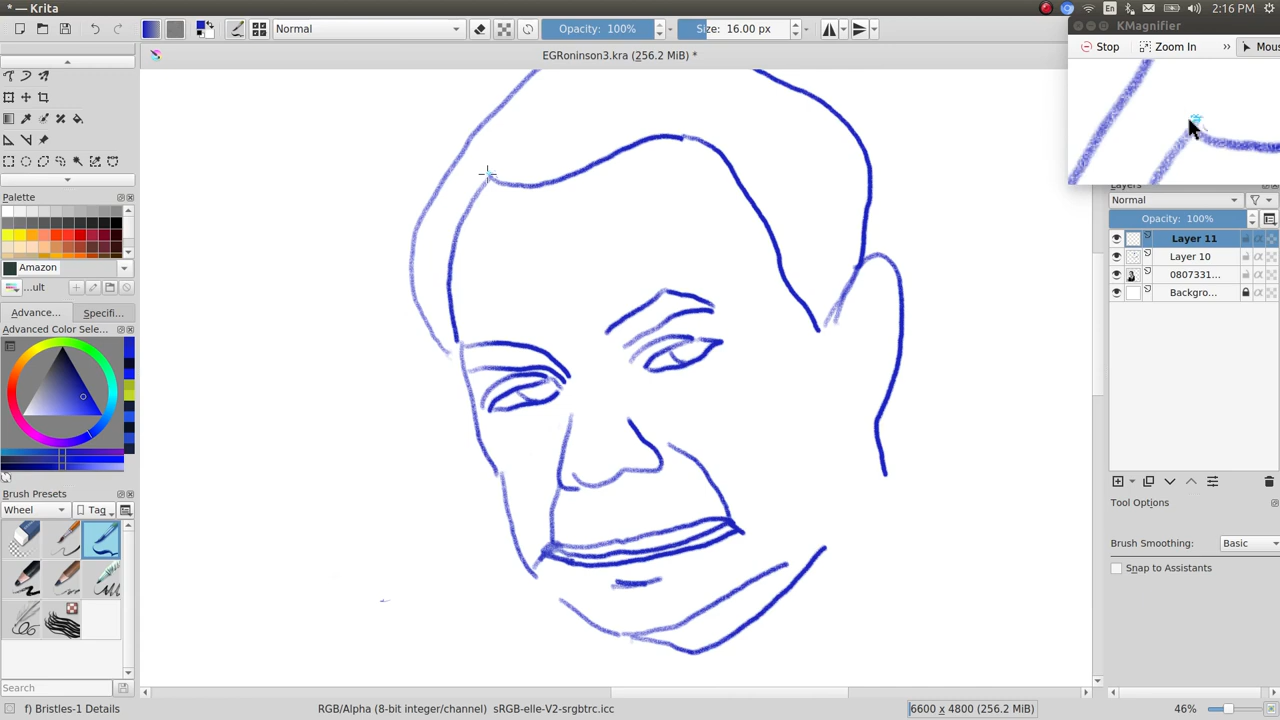 * — Krita
En
2:16 PM
KMagnifier
Normal
Opacity: 100%
Size: 16.00 px
Stop
Zoom In
»
Mous
EGRoninson3.kra (256.2 MiB) *
Layers
Normal
Opacity: 100%
Layer 11
Layer 10
0807331...
Backgro...
Palette
Amazon
...ult
Advance...
Specifi...
Advanced Color Sele...
Brush Presets
Wheel
Tag
Tool Options
Brush Smoothing:
Basic
Snap to Assistants
Search
f) Bristles-1 Details
RGB/Alpha (8-bit integer/channel) sRGB-elle-V2-srgbtrc.icc
6600 x 4800 (256.2 MiB)
46%